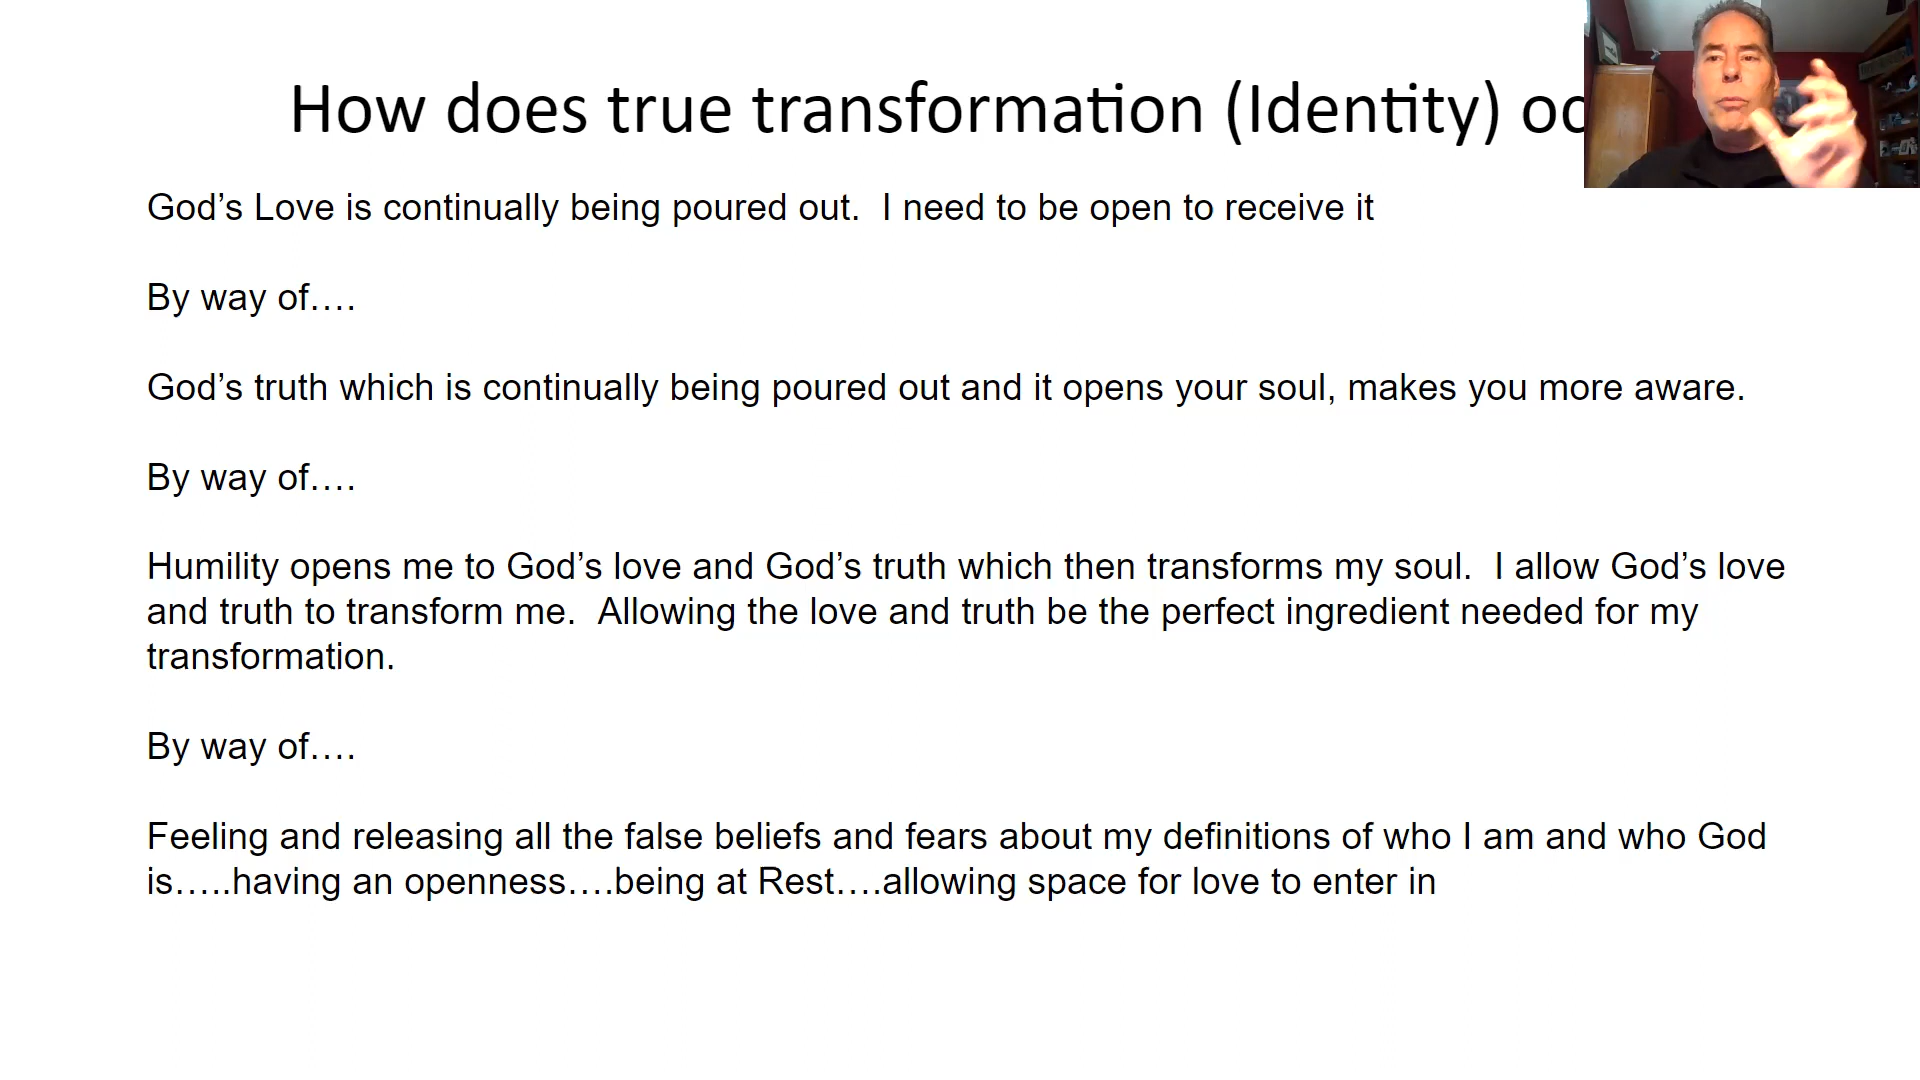 How does true transformation (Identity)
God’s Love is continually being poured out.  I need to be open to receive it
By way of….
God’s truth which is continually being poured out and it opens your soul, makes you more aware.
By way of….
Humility opens me to God’s love and God’s truth which then transforms my soul.  I allow God’s love
and truth to transform me.  Allowing the love and truth be the perfect ingredient needed for my
transformation.
By way of….
Feeling and releasing all the false beliefs and fears about my definitions of who I am and who God
is…..having an openness….being at Rest….allowing space for love to enter in